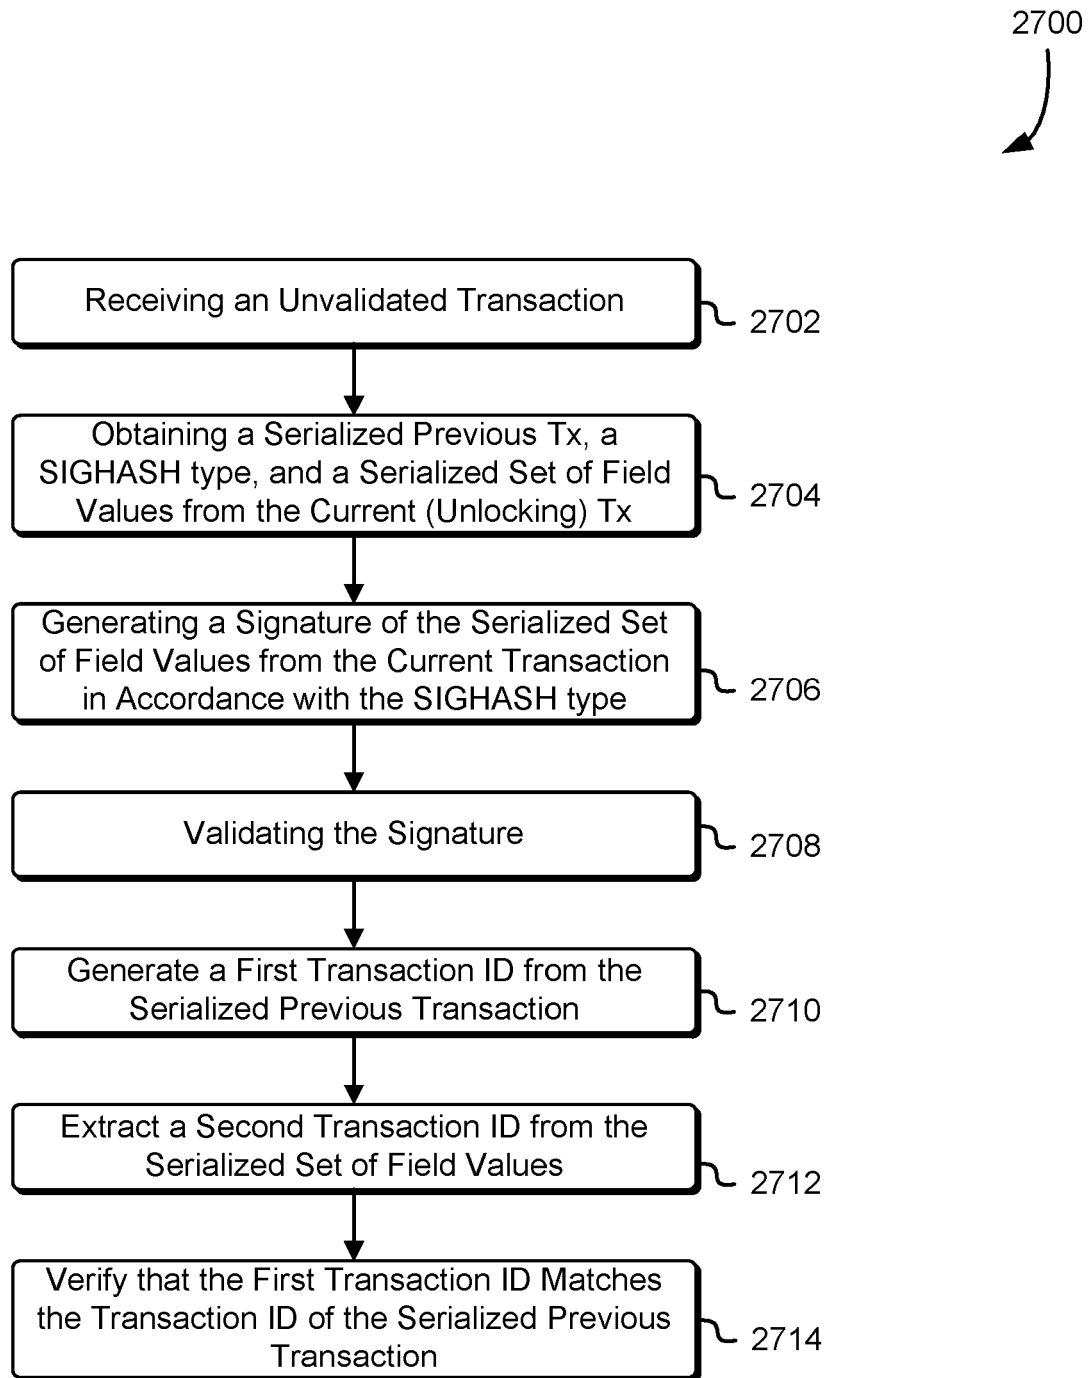 2700
Receiving an Unvalidated Transaction
2702
Obtaining a Serialized Previous Tx, a
SIGHASH type, and a Serialized Set of Field
Values from the Current (Unlocking) Tx
2704
Generating a Signature of the Serialized Set
of Field Values from the Current Transaction
in Accordance with the SIGHASH type
2706
Validating the Signature
2708
Generate a First Transaction ID from the
Serialized Previous Transaction
2710
Extract a Second Transaction ID from the
Serialized Set of Field Values
2712
Verify that the First Transaction ID Matches
the Transaction ID of the Serialized Previous
Transaction
2714